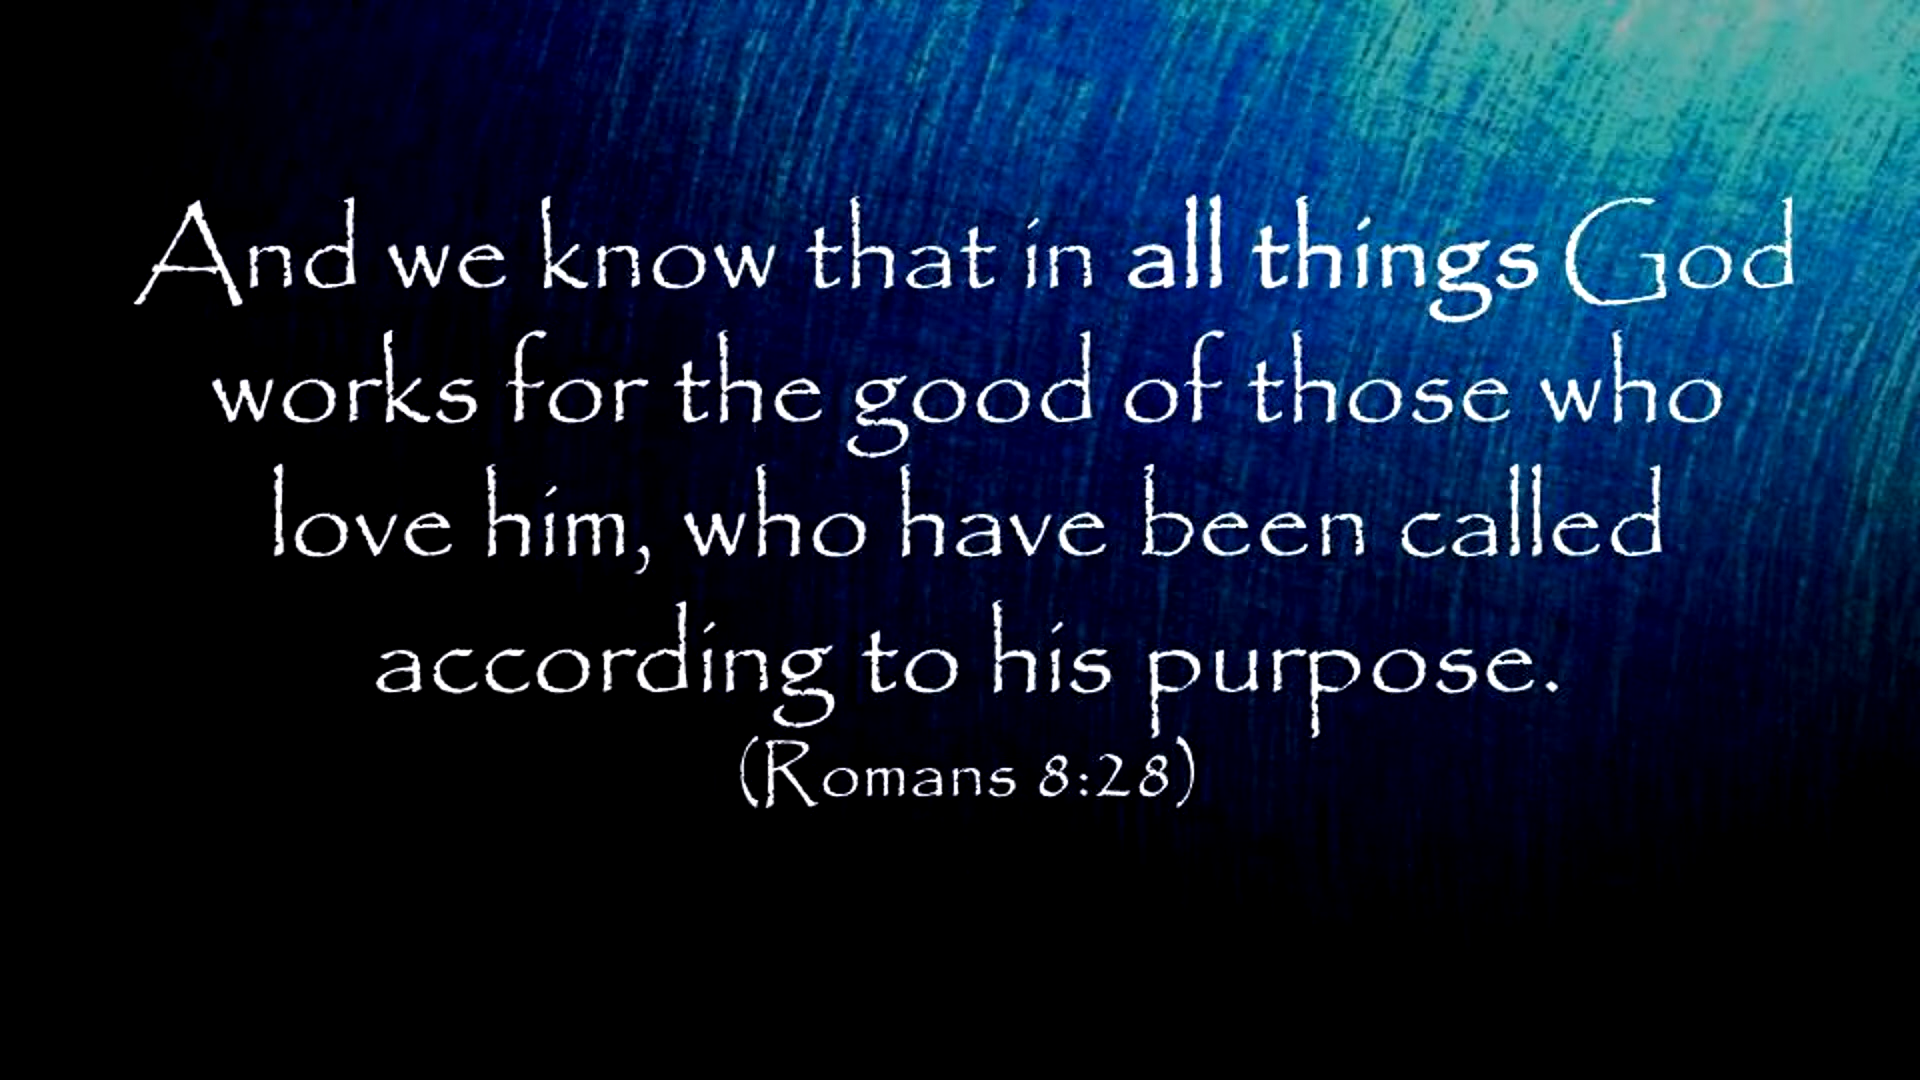 And we know that in all things God
works for the good of those who
love him, who have been called
according to his purpose.
(Romans 8:28)